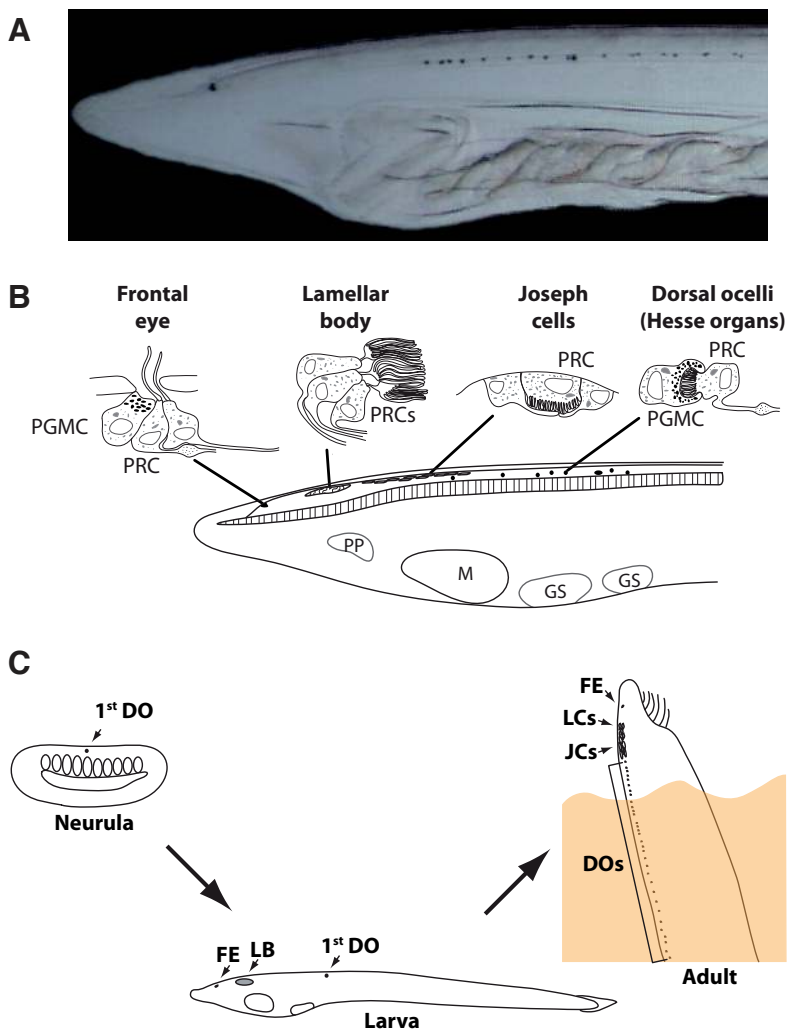 A
B
Frontal
eye
Lamellar
body
Joseph
cells
Dorsal ocelli
(Hesse organs)
PGMC
PRC
PRCs
PRC
PRC
PGMC
PP
M
GS
GS
C
1st DO
Neurula
FE
LB
1st DO
Larva
FE
LCs
JCs
DOs
Adult